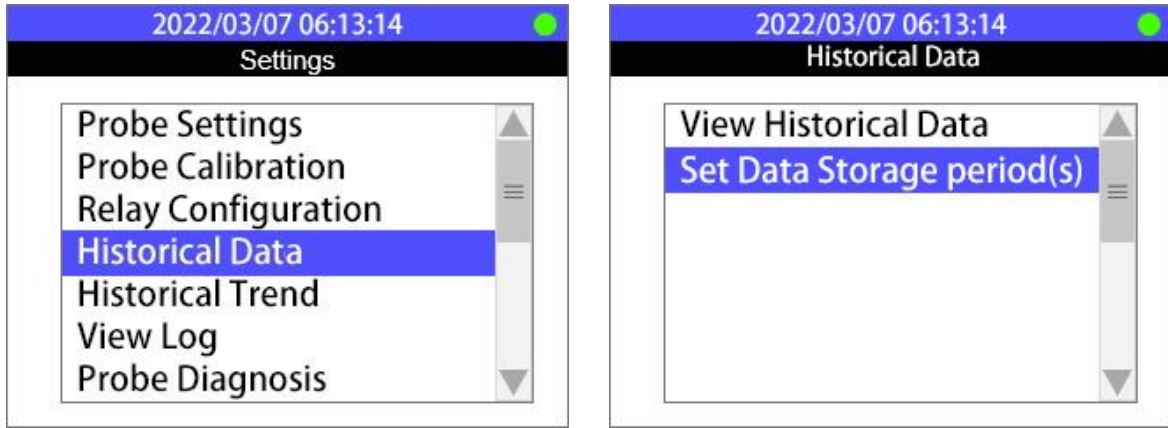 2022/03/07 06:13:14
Settings
Probe Settings
Probe Calibration
Relay Configuration
Historical Data
Historical Trend
View Log
Probe Diagnosis
2022/03/07 06:13:14
Historical Data
View Historical Data
Set Data Storage period(s)